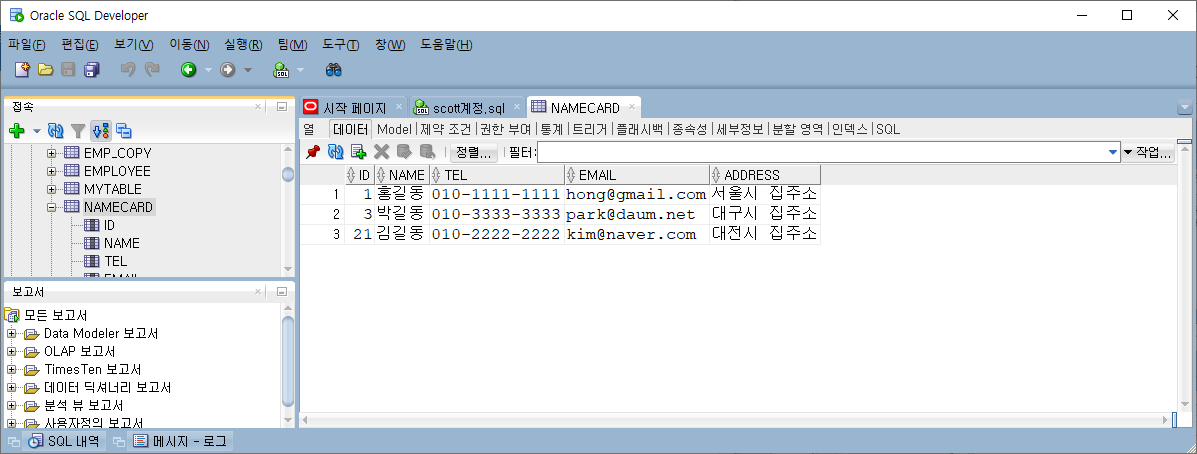 Oracle SQL Developer
파일(F) 편집(E) 보기(V) 이동(N) 실행(R) 팀(M) 도구(T) 창(W) 도움말(H)
접속
EMP_COPY
EMPLOYEE
MYTABLE
NAMECARD
ID
NAME
TEL
EMAIL
보고서
모든 보고서
Data Modeler 보고서
OLAP 보고서
TimesTen 보고서
데이터 딕셔너리 보고서
분석 뷰 보고서
사용자정의 보고서
시작 페이지 scott계정.sql NAMECARD
열 데이터 Model 제약 조건 권한 부여 통계 트리거 플래시백 종속성 세부정보 분할 영역 인덱스 SQL
정렬... 필터: 작업...
ID NAME TEL EMAIL ADDRESS
1 1 홍길동 010-1111-1111 hong@gmail.com 서울시 집주소
2 3 박길동 010-3333-3333 park@daum.net 대구시 집주소
3 21 김길동 010-2222-2222 kim@naver.com 대전시 집주소
SQL 내역 메시지 - 로그